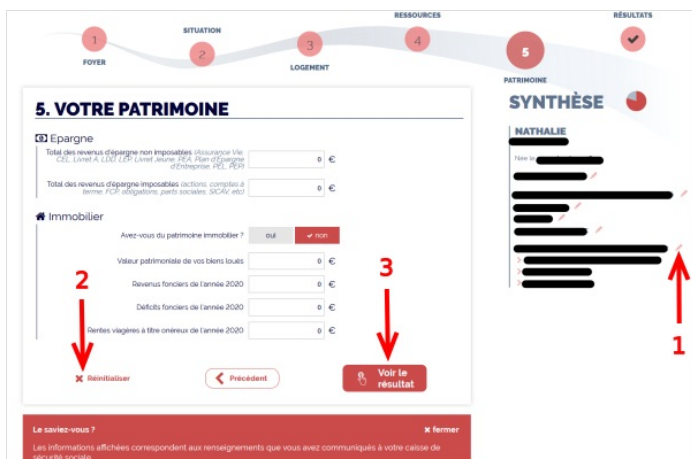 RESSOURCES
RÉSULTATS
SITUATION
1
2
3
4
5
FOYER
LOGEMENT
PATRIMOINE
5. VOTRE PATRIMOINE
Epargne
Total des revenus d'épargne non imposables (Assurance Vie,
CEL, Livret A, LDD, LEP, Livret Jeune, PEA, Plan d'Epargne
d'Entreprise, PEL, PEP)
0 €
Total des revenus d'épargne imposables (actions, comptes à
terme, FCP, obligations, parts sociales, SICAV, etc)
0 €
Immobilier
Avez-vous du patrimoine immobilier ? oui non
Valeur patrimoniale de vos biens loués 0 €
Revenus fonciers de l'année 2020 0 €
Déficits fonciers de l'année 2020 0 €
Rentes viagères à titre onéreux de l'année 2020 0 €
2
3
Réinitialiser
Précédent
Voir le
résultat
SYNTHÈSE
NATHALIE
Née le
1
Le saviez-vous ? fermer
Les informations affichées correspondent aux renseignements que vous avez communiqués à votre caisse de
sécurité sociale